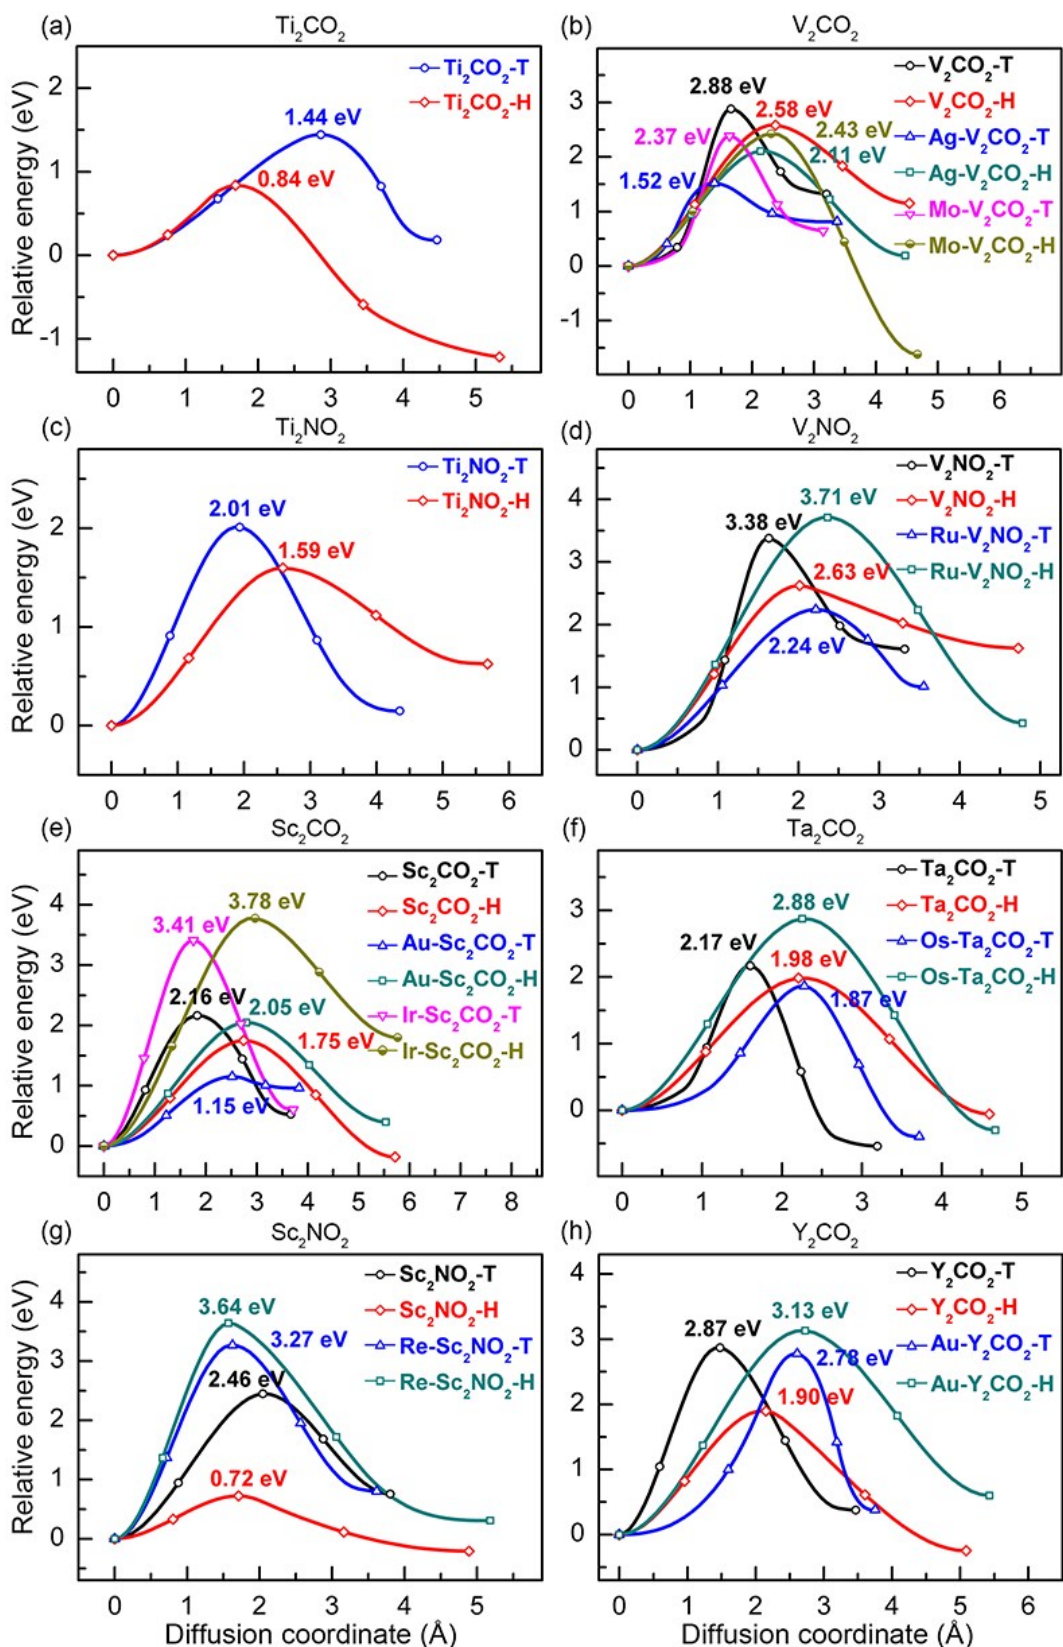 (a) Ti₂CO₂
Relative energy (eV)
2
1
0
-1
Ti₂CO₂-T
Ti₂CO₂-H
1.44 eV
0.84 eV
0 1 2 3 4 5
(b) V₂CO₂
3
2
1
0
-1
V₂CO₂-T
V₂CO₂-H
Ag-V₂CO₂-T
Ag-V₂CO₂-H
Mo-V₂CO₂-T
Mo-V₂CO₂-H
2.88 eV
2.58 eV
2.37 eV
2.43 eV
2.11 eV
1.52 eV
0 1 2 3 4 5 6
(c) Ti₂NO₂
Relative energy (eV)
2
1
0
Ti₂NO₂-T
Ti₂NO₂-H
2.01 eV
1.59 eV
0 1 2 3 4 5 6
(d) V₂NO₂
4
3
2
1
0
V₂NO₂-T
V₂NO₂-H
Ru-V₂NO₂-T
Ru-V₂NO₂-H
3.71 eV
3.38 eV
2.63 eV
2.24 eV
0 1 2 3 4 5
(e) Sc₂CO₂
Relative energy (eV)
4
3
2
1
0
Sc₂CO₂-T
Sc₂CO₂-H
Au-Sc₂CO₂-T
Au-Sc₂CO₂-H
Ir-Sc₂CO₂-T
Ir-Sc₂CO₂-H
3.78 eV
3.41 eV
2.16 eV
2.05 eV
1.75 eV
1.15 eV
0 1 2 3 4 5 6 7 8
(f) Ta₂CO₂
3
2
1
0
Ta₂CO₂-T
Ta₂CO₂-H
Os-Ta₂CO₂-T
Os-Ta₂CO₂-H
2.88 eV
2.17 eV
1.98 eV
1.87 eV
0 1 2 3 4 5
(g) Sc₂NO₂
Relative energy (eV)
4
3
2
1
0
Sc₂NO₂-T
Sc₂NO₂-H
Re-Sc₂NO₂-T
Re-Sc₂NO₂-H
3.64 eV
3.27 eV
2.46 eV
0.72 eV
0 1 2 3 4 5
Diffusion coordinate (Å)
(h) Y₂CO₂
4
3
2
1
0
Y₂CO₂-T
Y₂CO₂-H
Au-Y₂CO₂-T
Au-Y₂CO₂-H
3.13 eV
2.87 eV
2.78 eV
1.90 eV
0 1 2 3 4 5 6
Diffusion coordinate (Å)